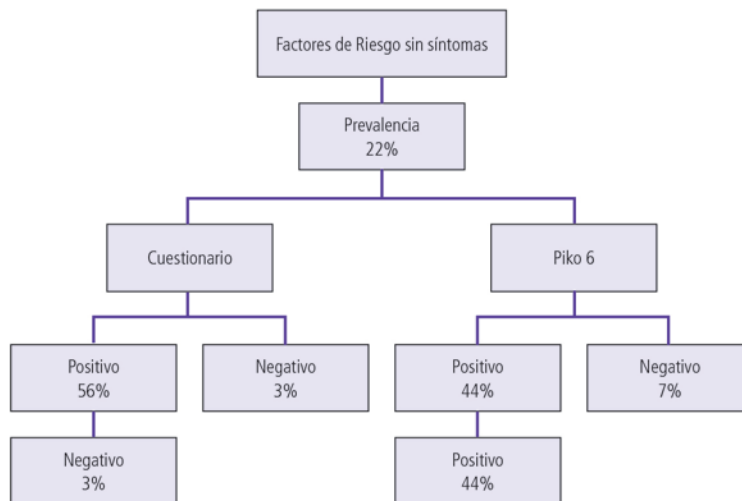 Factores de Riesgo sin síntomas
Prevalencia
22%
Cuestionario
Piko 6
Positivo
56%
Negativo
3%
Positivo
44%
Negativo
7%
Negativo
3%
Positivo
44%